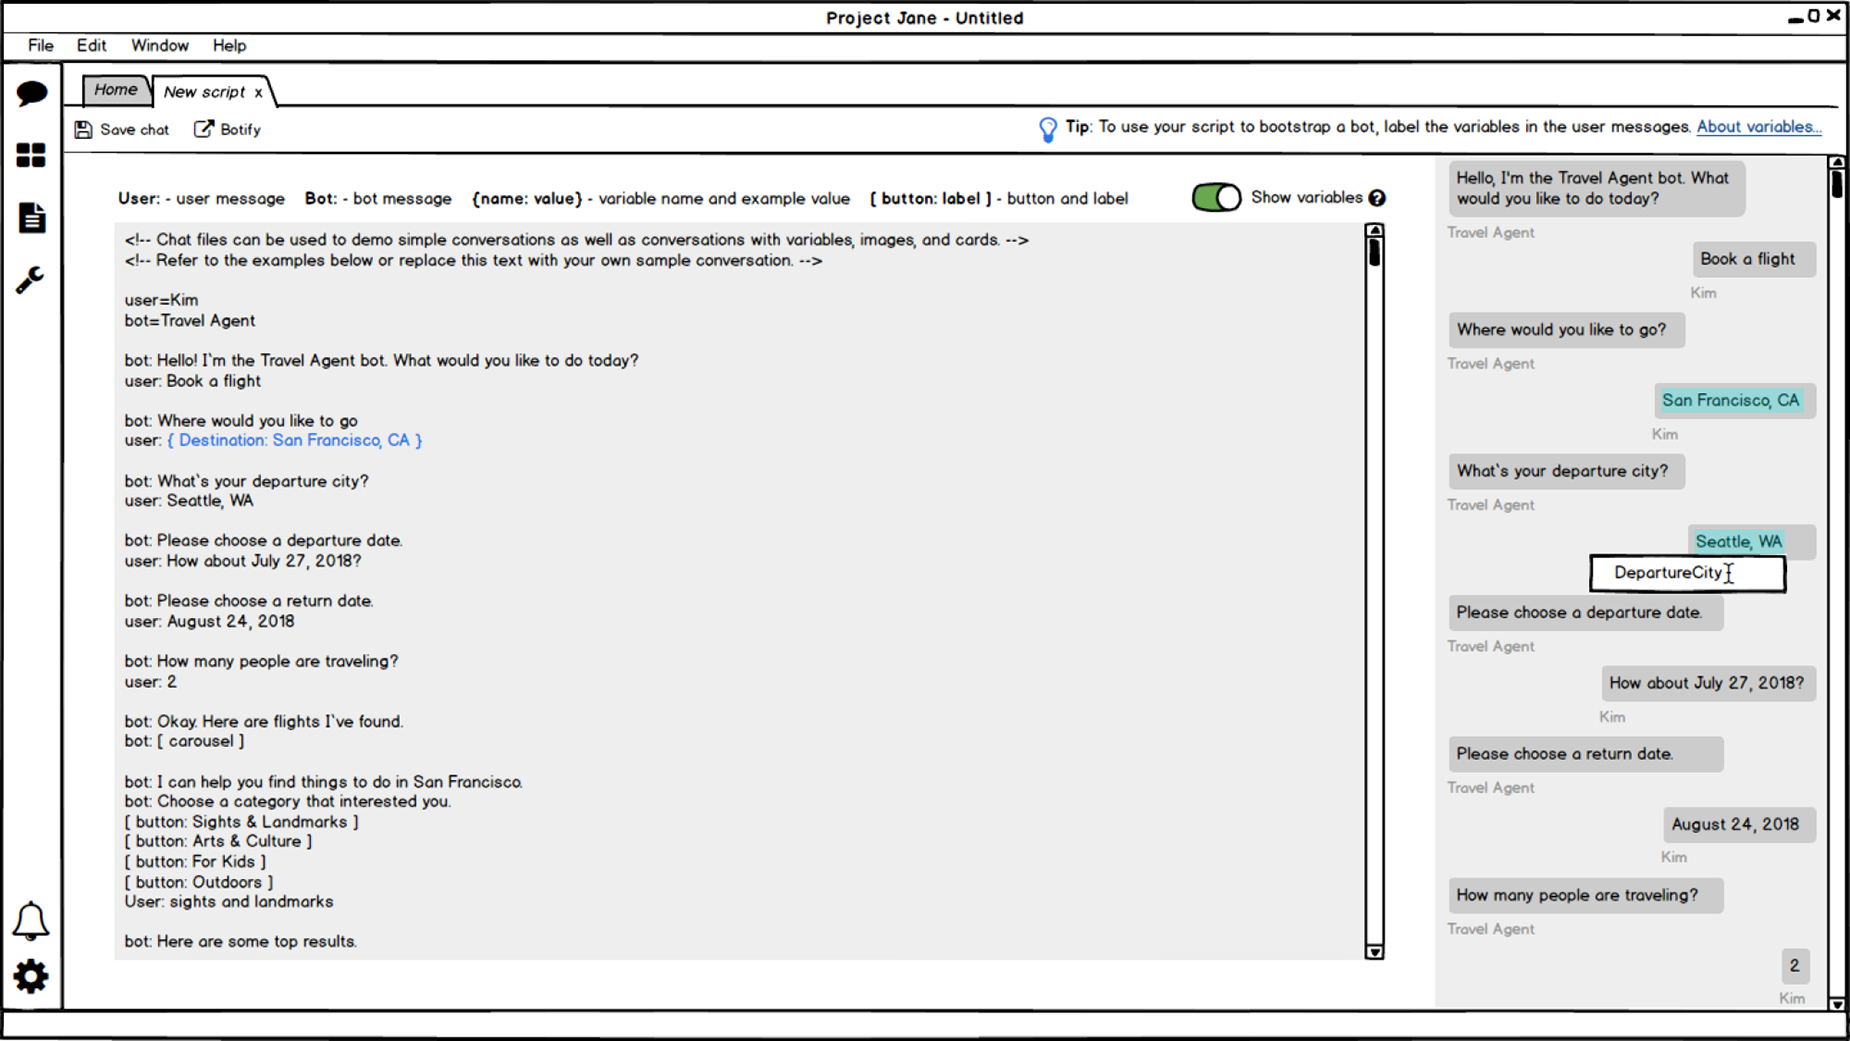 Project Jane - Untitled
File Edit Window Help
Home New script x
Save chat Botify
Tip: To use your script to bootstrap a bot, label the variables in the user messages. About variables...
User: - user message Bot: - bot message {name: value} - variable name and example value [ button: label ] - button and label
Show variables ?
<!-- Chat files can be used to demo simple conversations as well as conversations with variables, images, and cards. -->
<!-- Refer to the examples below or replace this text with your own sample conversation. -->
user=Kim
bot=Travel Agent
bot: Hello! I`m the Travel Agent bot. What would you like to do today?
user: Book a flight
bot: Where would you like to go
user: { Destination: San Francisco, CA }
bot: What`s your departure city?
user: Seattle, WA
bot: Please choose a departure date.
user: How about July 27, 2018?
bot: Please choose a return date.
user: August 24, 2018
bot: How many people are traveling?
user: 2
bot: Okay. Here are flights I`ve found.
bot: [ carousel ]
bot: I can help you find things to do in San Francisco.
bot: Choose a category that interested you.
[ button: Sights & Landmarks ]
[ button: Arts & Culture ]
[ button: For Kids ]
[ button: Outdoors ]
User: sights and landmarks
bot: Here are some top results.
Hello, I'm the Travel Agent bot. What
would you like to do today?
Travel Agent
Book a flight
Kim
Where would you like to go?
Travel Agent
San Francisco, CA
Kim
What`s your departure city?
Travel Agent
Seattle, WA
DepartureCity
Please choose a departure date.
Travel Agent
How about July 27, 2018?
Kim
Please choose a return date.
Travel Agent
August 24, 2018
Kim
How many people are traveling?
Travel Agent
2
Kim